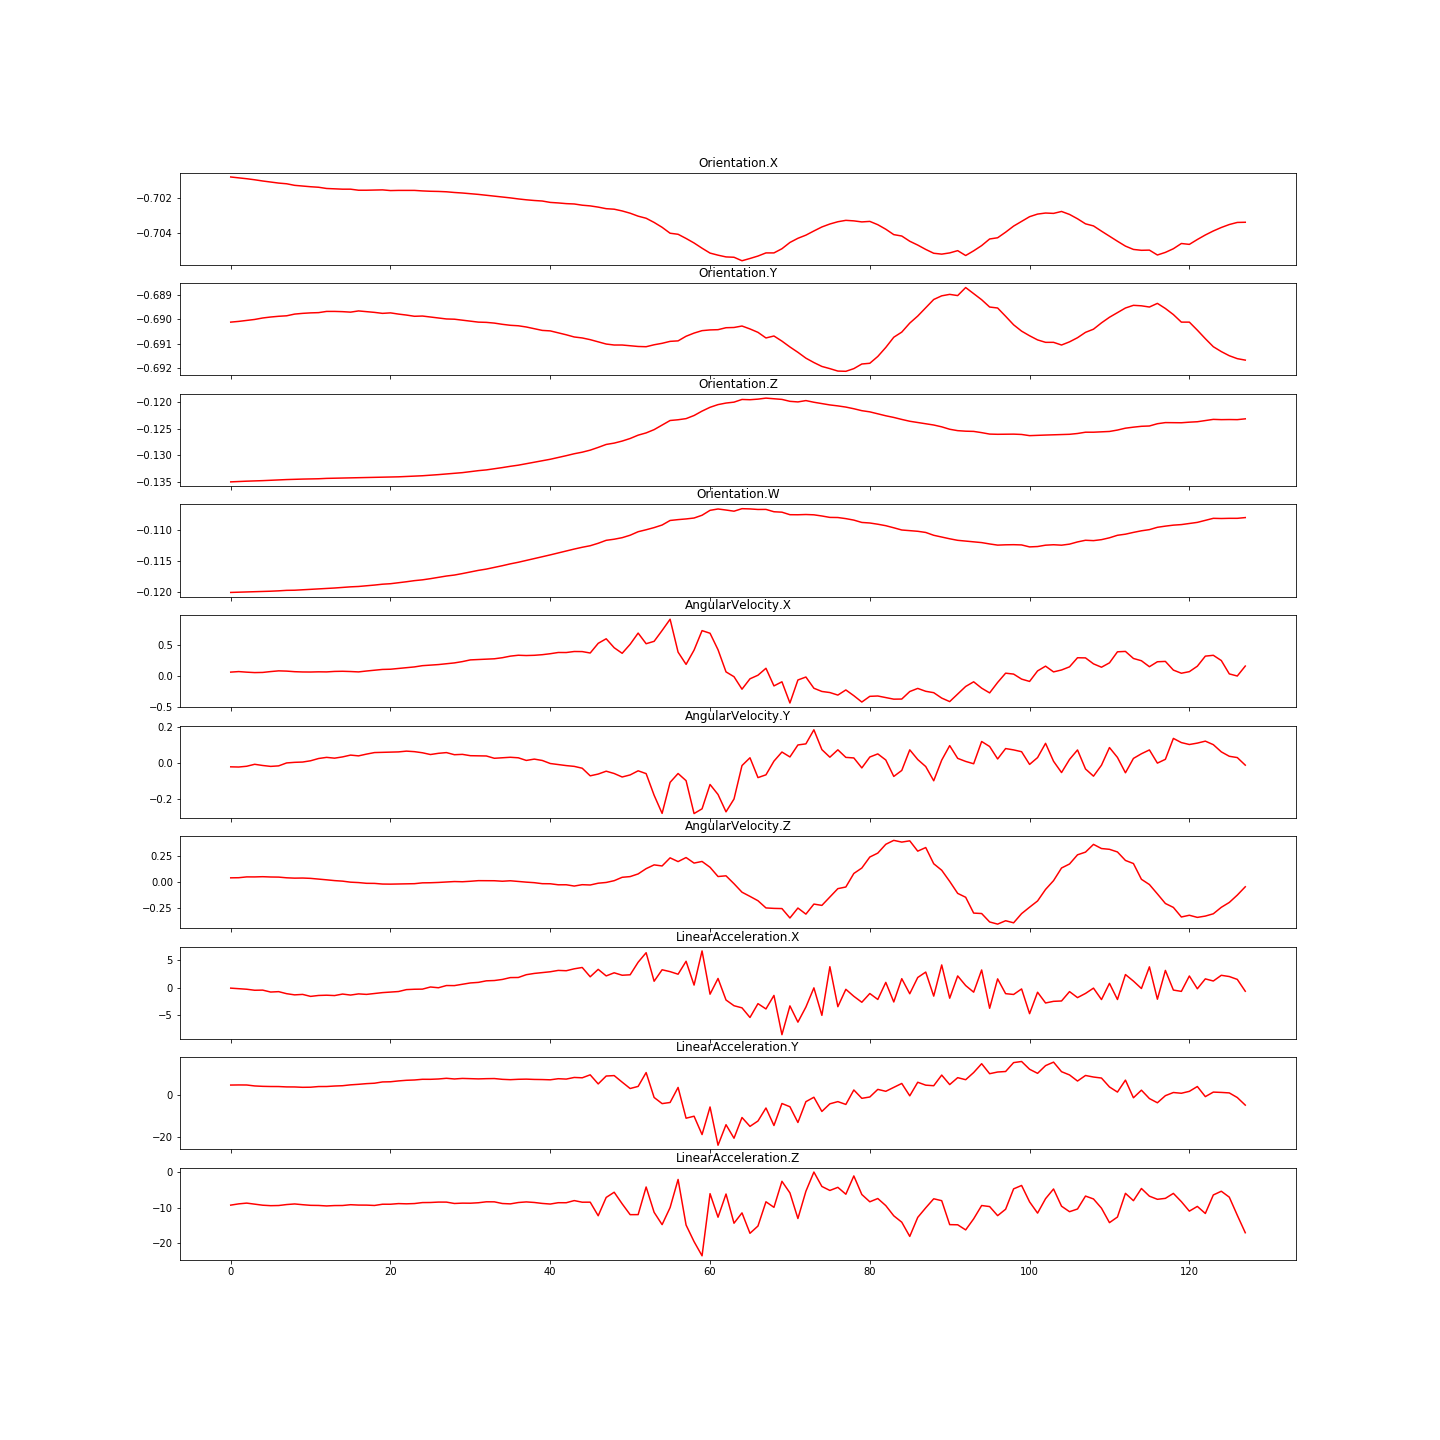 Orientation.X
−0.702
−0.704
Orientation.Y
−0.689
−0.690
−0.691
−0.692
Orientation.Z
−0.120
−0.125
−0.130
−0.135
Orientation.W
−0.110
−0.115
−0.120
AngularVelocity.X
0.5
0.0
−0.5
AngularVelocity.Y
0.2
0.0
−0.2
AngularVelocity.Z
0.25
0.00
−0.25
LinearAcceleration.X
5
0
−5
LinearAcceleration.Y
0
−20
LinearAcceleration.Z
0
−10
−20
0 20 40 60 80 100 120